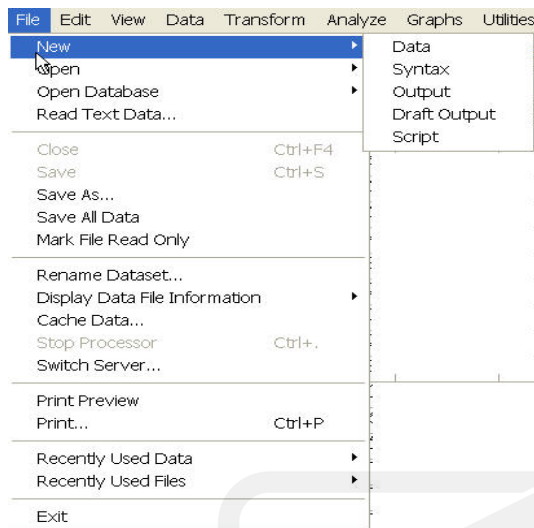 File Edit View Data Transform Analyze Graphs Utilities
New
Open
Open Database
Read Text Data...
Close Ctrl+F4
Save Ctrl+S
Save As...
Save All Data
Mark File Read Only
Rename Dataset...
Display Data File Information
Cache Data...
Stop Processor Ctrl+.
Switch Server...
Print Preview
Print... Ctrl+P
Recently Used Data
Recently Used Files
Exit
Data
Syntax
Output
Draft Output
Script